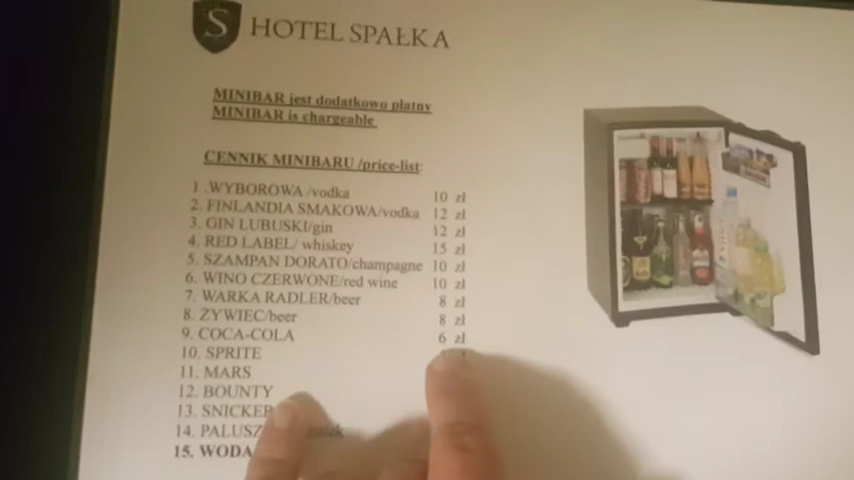 S HOTEL SPAŁKA
MINIBAR jest dodatkowo płatny
MINIBAR is chargeable
CENNIK MINIBARU /price-list:
1 .WYBOROWA /vodka 10 zł
2. FINLANDIA SMAKOWA/vodka 12 zł
3. GIN LUBUSKI/gin 12 zł
4. RED LABEL/ whiskey 15 zł
5. SZAMPAN DORATO/champagne 10 zł
6. WINO CZERWONE/red wine 10 zł
7. WARKA RADLER/beer 8 zł
8. ŻYWIEC/beer 8 zł
9. COCA-COLA 6 zł
10. SPRITE
11. MARS
12. BOUNTY
13. SNICKER
14. PALUSZ
15. WODA